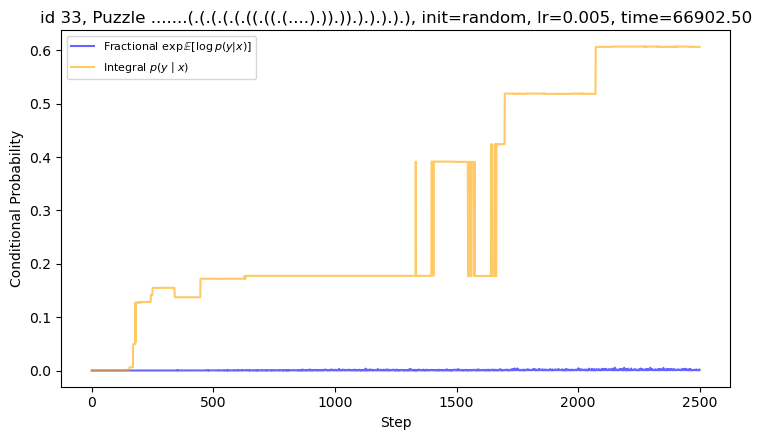 id 33, Puzzle .......(.(.(.(.(.((.((.(....).)).)).).).).).), init=random, lr=0.005, time=66902.50
Fractional exp𝔼[log p(y|x)]
Integral p(y | x)
Conditional Probability
0.6
0.5
0.4
0.3
0.2
0.1
0.0
0
500
1000
1500
2000
2500
Step